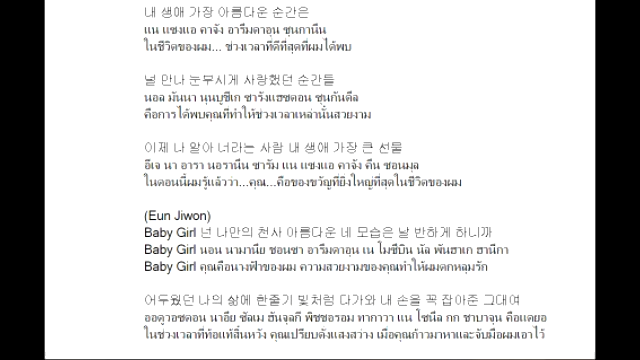 내 생애 가장 아름다운 순간은
แน แซงแอ คาจัง อารึมดาอุน ซุนกานึน
ในชีวิตของผม... ช่วงเวลาที่ดีที่สุดที่ผมได้พบ
널 만나 눈부시게 사랑했던 순간들
นอล มันนา นุนบูชีเก ซารังแฮซดอน ซุนกันดึล
คือการได้พบคุณที่ทำให้ช่วงเวลาเหล่านั้นสวยงาม
이제 나 알아 너라는 사람 내 생애 가장 큰 선물
อีเจ นา อารา นอรานึน ซารัม แน แซงแอ คาจัง คึน ซอนมุล
ในตอนนี้ผมรู้แล้วว่า...คุณ...คือของขวัญที่ยิ่งใหญ่ที่สุดในชีวิตของผม
(Eun Jiwon)
Baby Girl 넌 나만의 천사 아름다운 네 모습은 날 반하게 하니까
Baby Girl นอน นามานีย ชอนซา อารึมดาอุน เน โมซึบึน นัล พันฮาเก ฮานิกา
Baby Girl คุณคือนางฟ้าของผม ความสวยงามของคุณทำให้ผมตกหลุมรัก
어두웠던 나의 삶에 한줄기 빛처럼 다가와 내 손을 꼭 잡아준 그대여
ออดูวอซดอน นาอึย ซัลเม ฮันจุลกี พิชชอรอม ทากาวา แน โซนึล กก ชาบาจุน คือแดยอ
ในช่วงเวลาที่ท้อแท้สิ้นหวัง คุณเปรียบดั่งแสงสว่าง เมื่อคุณก้าวมาหาและจับมือผมเอาไว้